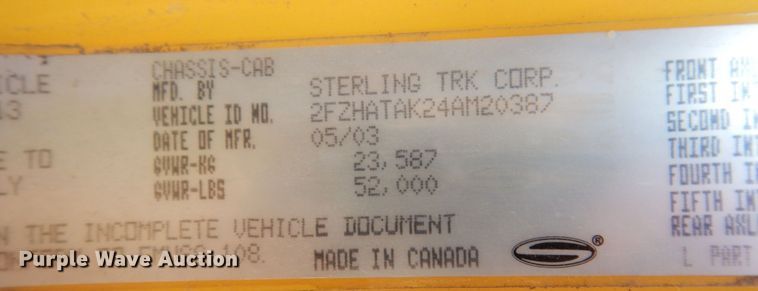 CHASSIS-CAB
FRONT
MFD. BY STERLING TRK CORP.
FIRST
VEHICLE ID NO. 2FZHATAK24AM20387
SECOND
DATE OF MFR. 05/03
THIRD
GVWR-KG 23,587
FOURTH
GVWR-LBS 52,000
FIFTH
THE INCOMPLETE VEHICLE DOCUMENT
REAR
108.
MADE IN CANADA
S®
L PART
Purple Wave Auction